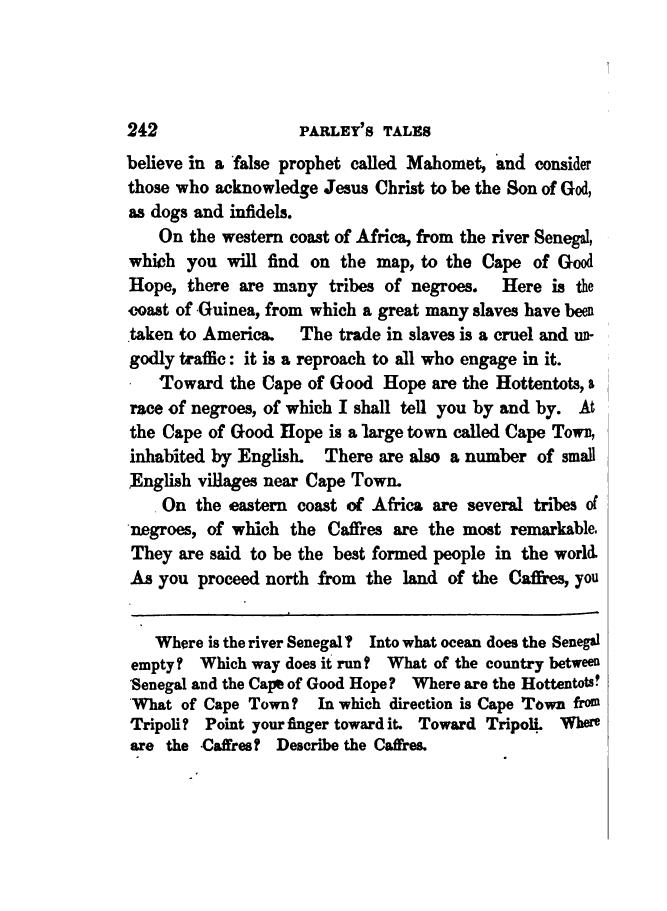 242 PARLEY'S TALES
believe in a false prophet called Mahomet, and consider
those who acknowledge Jesus Christ to be the Son of God,
as dogs and infidels.
On the western coast of Africa, from the river Senegal,
which you will find on the map, to the Cape of Good
Hope, there are many tribes of negroes. Here is the
coast of Guinea, from which a great many slaves have been
taken to America. The trade in slaves is a cruel and un-
godly traffic: it is a reproach to all who engage in it.
Toward the Cape of Good Hope are the Hottentots, a
race of negroes, of which I shall tell you by and by. At
the Cape of Good Hope is a large town called Cape Town,
inhabited by English. There are also a number of small
English villages near Cape Town.
On the eastern coast of Africa are several tribes of
negroes, of which the Caffres are the most remarkable.
They are said to be the best formed people in the world.
As you proceed north from the land of the Caffres, you
Where is the river Senegal? Into what ocean does the Senegal
empty? Which way does it run? What of the country between
Senegal and the Cape of Good Hope? Where are the Hottentots?
What of Cape Town? In which direction is Cape Town from
Tripoli? Point your finger toward it. Toward Tripoli. Where
are the Caffres? Describe the Caffres.